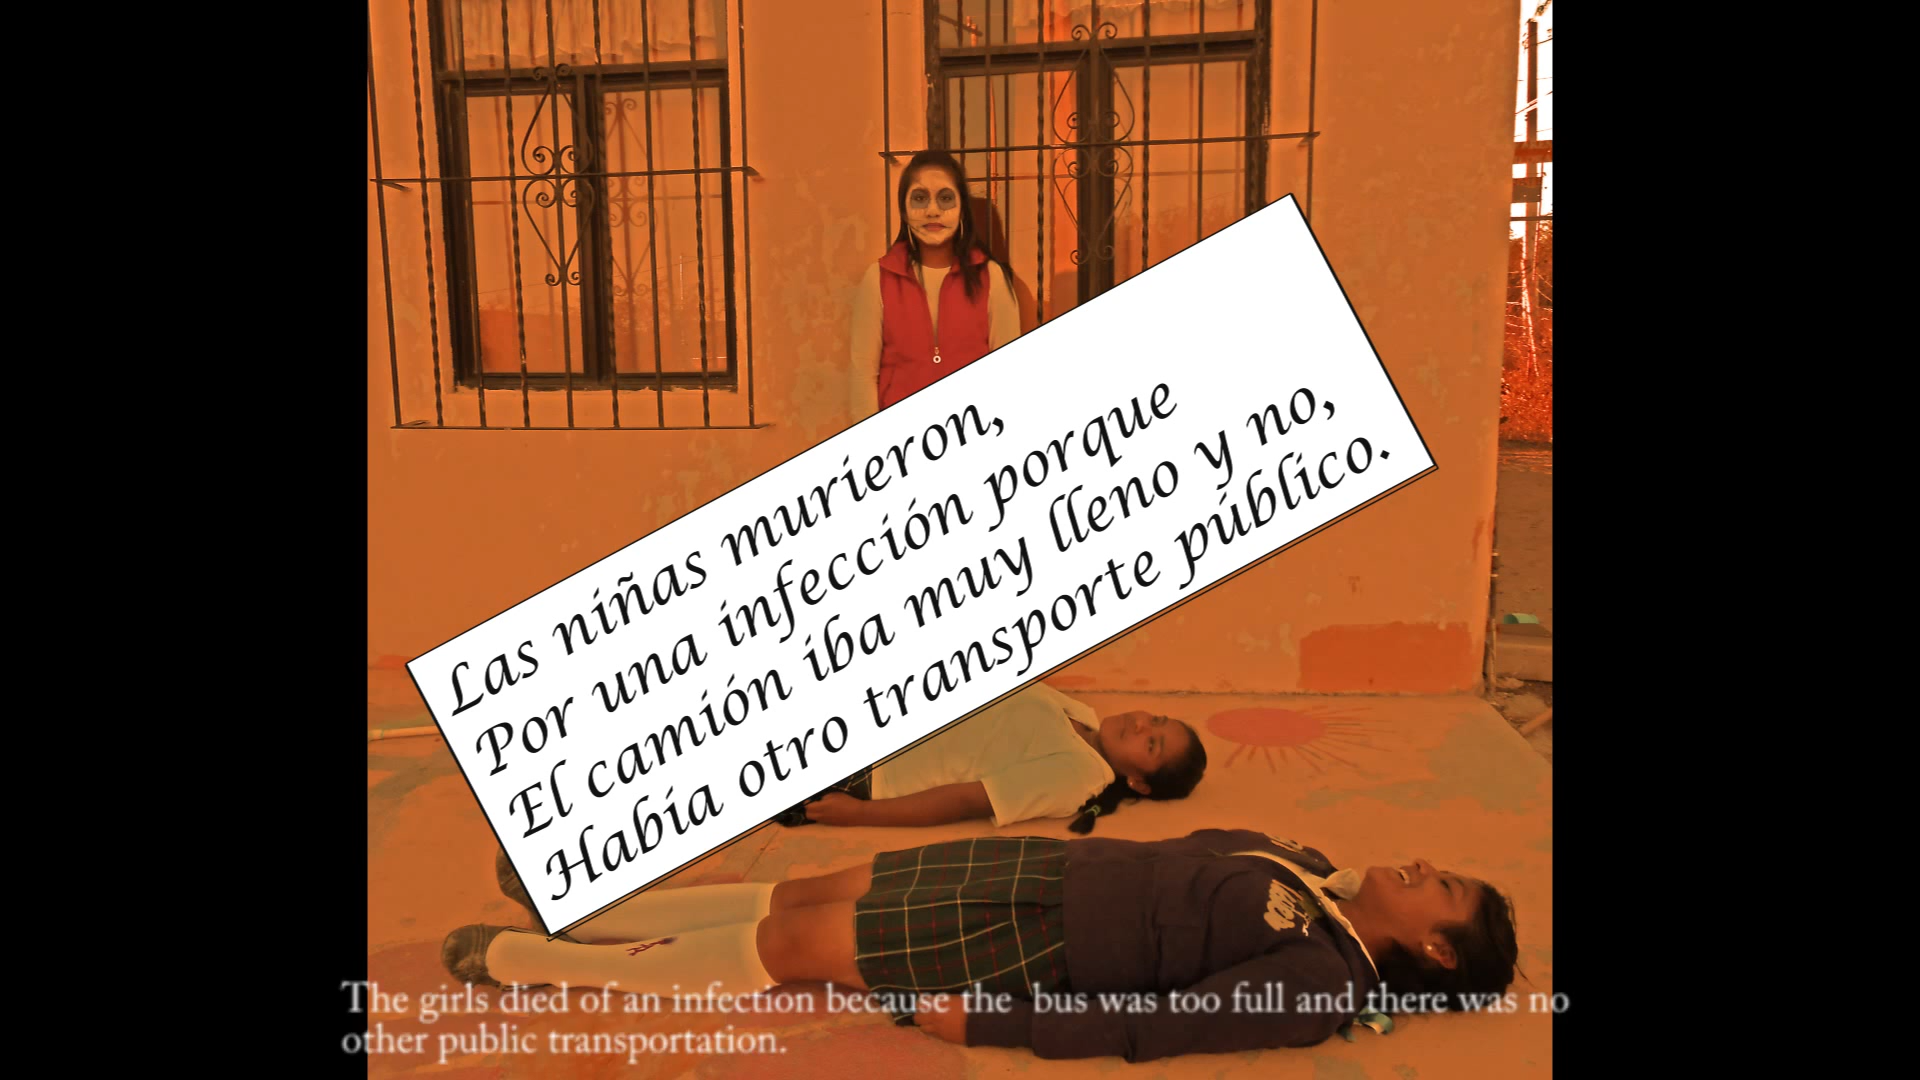 Las niñas murieron,
Por una infección porque
El camión iba muy lleno y no,
Había otro transporte público.
The girls died of an infection because the bus was too full and there was no
other public transportation.